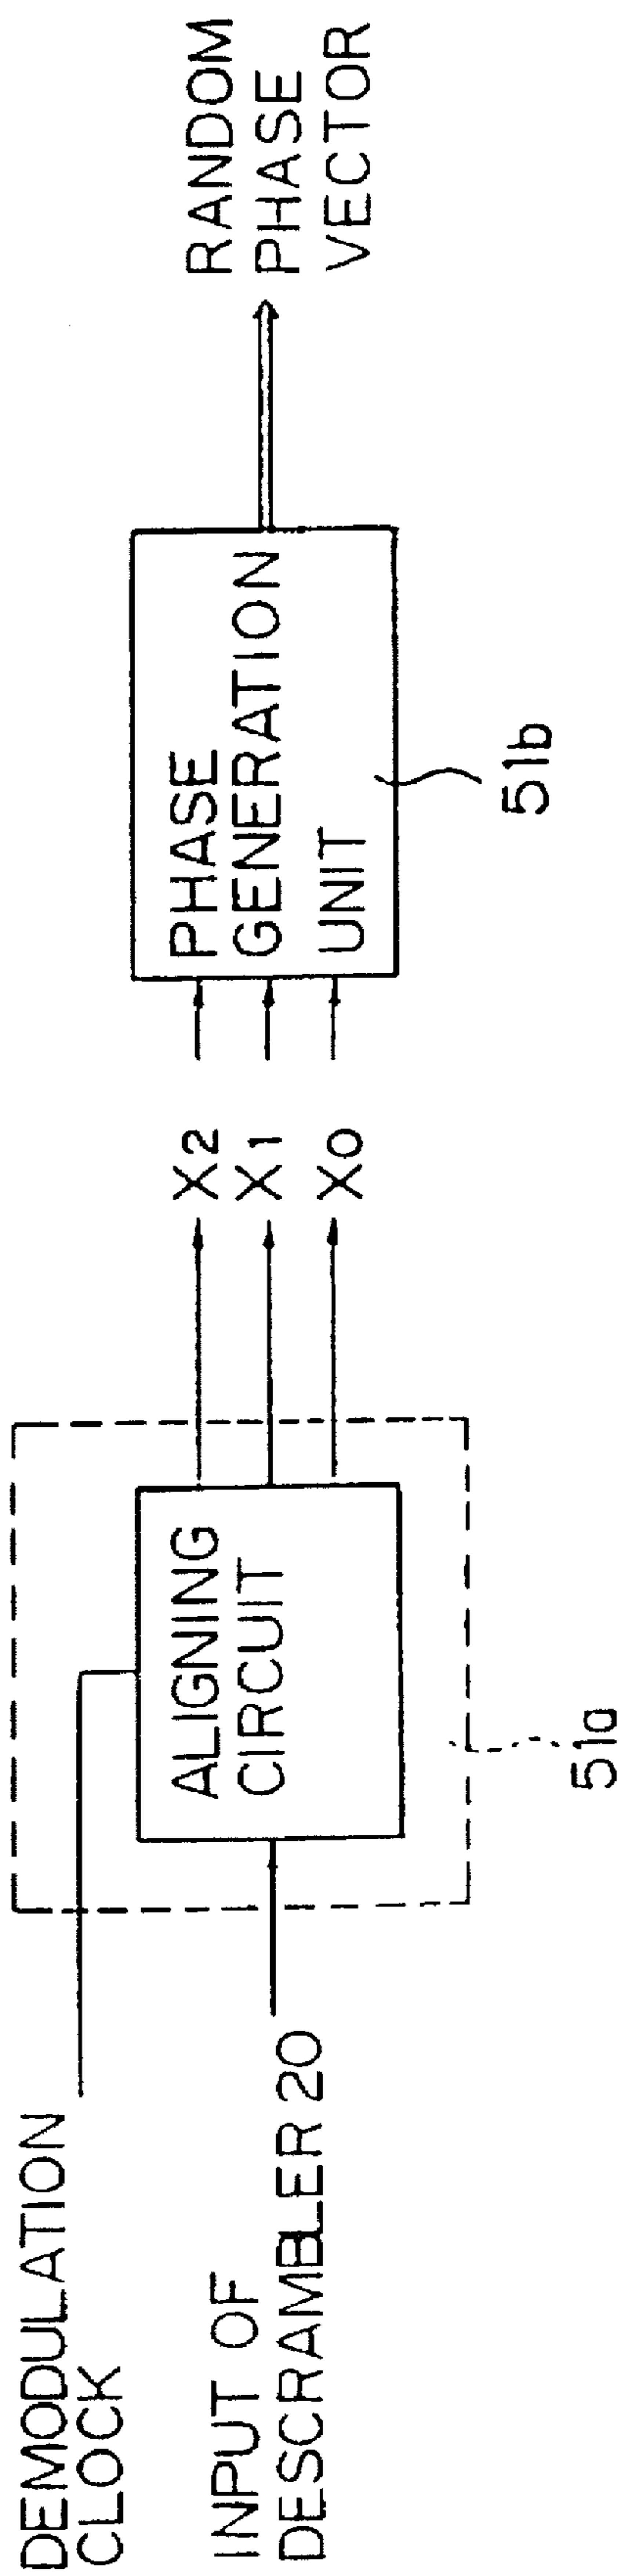 DEMODULATION
CLOCK
INPUT OF
DESCRAMBLER 20
ALIGNING
CIRCUIT
51a
X2
X1
X0
PHASE
GENERATION
UNIT
51b
RANDOM
PHASE
VECTOR